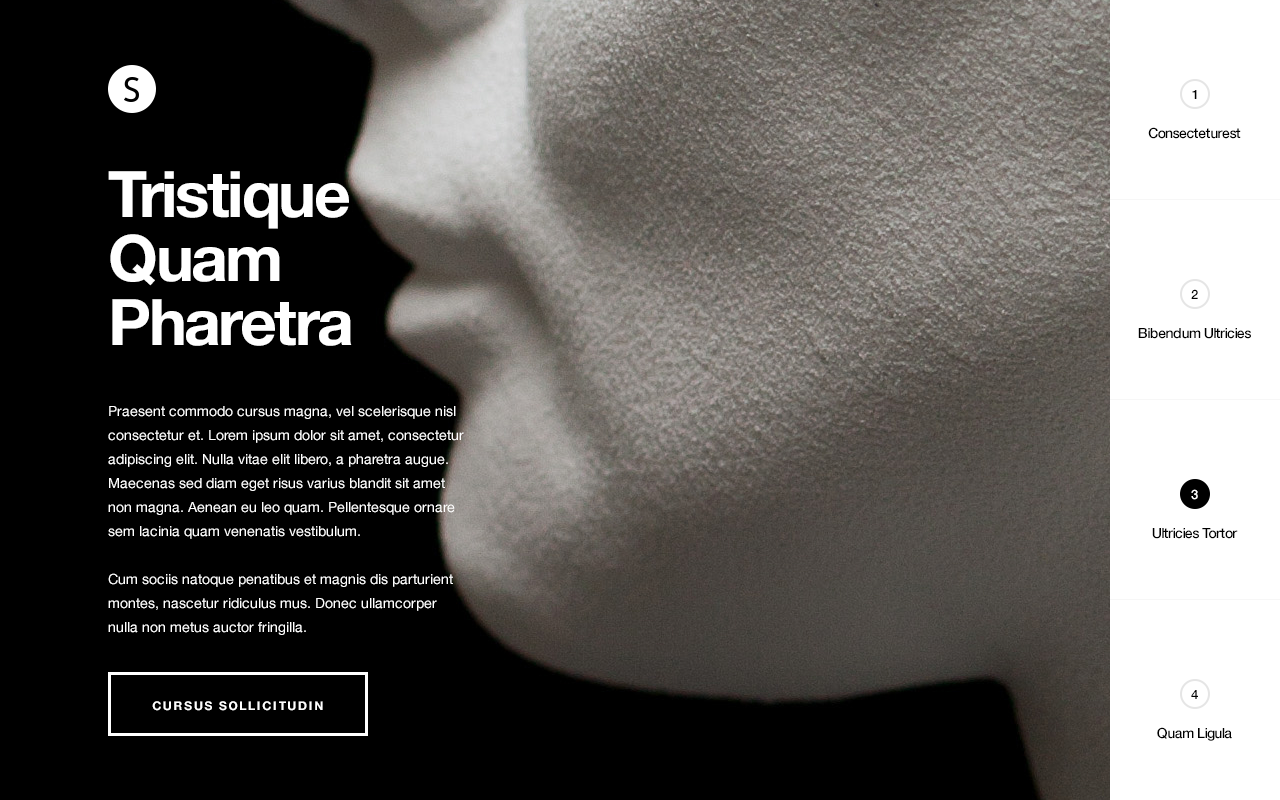 S
Tristique
Quam
Pharetra
Praesent commodo cursus magna, vel scelerisque nisl
consectetur et. Lorem ipsum dolor sit amet, consectetur
adipiscing elit. Nulla vitae elit libero, a pharetra augue.
Maecenas sed diam eget risus varius blandit sit amet
non magna. Aenean eu leo quam. Pellentesque ornare
sem lacinia quam venenatis vestibulum.
Cum sociis natoque penatibus et magnis dis parturient
montes, nascetur ridiculus mus. Donec ullamcorper
nulla non metus auctor fringilla.
CURSUS SOLLICITUDIN
1
Consecteturest
2
Bibendum Ultricies
3
Ultricies Tortor
4
Quam Ligula